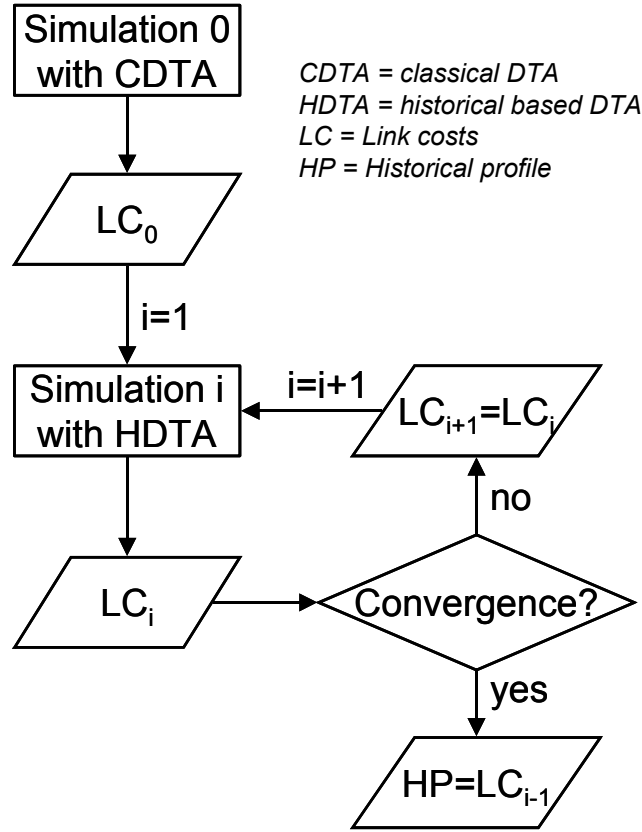 Simulation 0
with CDTA
CDTA = classical DTA
HDTA = historical based DTA
LC = Link costs
HP = Historical profile
LC₀
i=1
Simulation i
with HDTA
i=i+1
LCᵢ₊₁=LCᵢ
no
LCᵢ
Convergence?
yes
HP=LCᵢ₋₁